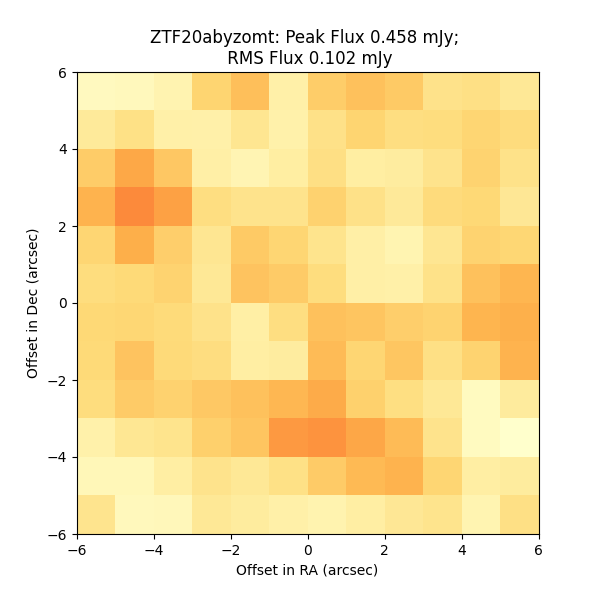 ZTF20abyzomt: Peak Flux 0.458 mJy;
RMS Flux 0.102 mJy
6
4
2
0
−2
−4
−6
Offset in Dec (arcsec)
−6 −4 −2 0 2 4 6
Offset in RA (arcsec)